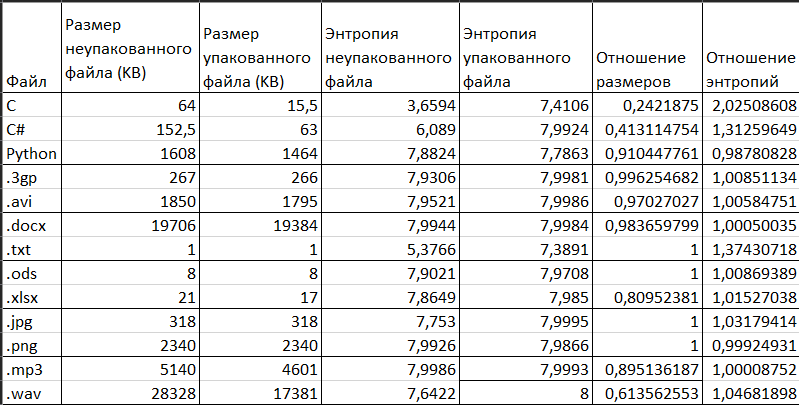 Файл	Размер неупакованного файла (KB)	Размер упакованного файла (KB)	Энтропия неупакованного файла	Энтропия упакованного файла	Отношение размеров	Отношение энтропий
C	64	15,5	3,6594	7,4106	0,2421875	2,02508608
C#	152,5	63	6,089	7,9924	0,413114754	1,31259649
Python	1608	1464	7,8824	7,7863	0,910447761	0,98780828
.3gp	267	266	7,9306	7,9981	0,996254682	1,00851134
.avi	1850	1795	7,9521	7,9986	0,97027027	1,00584751
.docx	19706	19384	7,9944	7,9984	0,983659799	1,00050035
.txt	1	1	5,3766	7,3891	1	1,37430718
.ods	8	8	7,9021	7,9708	1	1,00869389
.xlsx	21	17	7,8649	7,985	0,80952381	1,01527038
.jpg	318	318	7,753	7,9995	1	1,03179414
.png	2340	2340	7,9926	7,9866	1	0,99924931
.mp3	5140	4601	7,9986	7,9993	0,895136187	1,00008752
.wav	28328	17381	7,6422	8	0,613562553	1,04681898